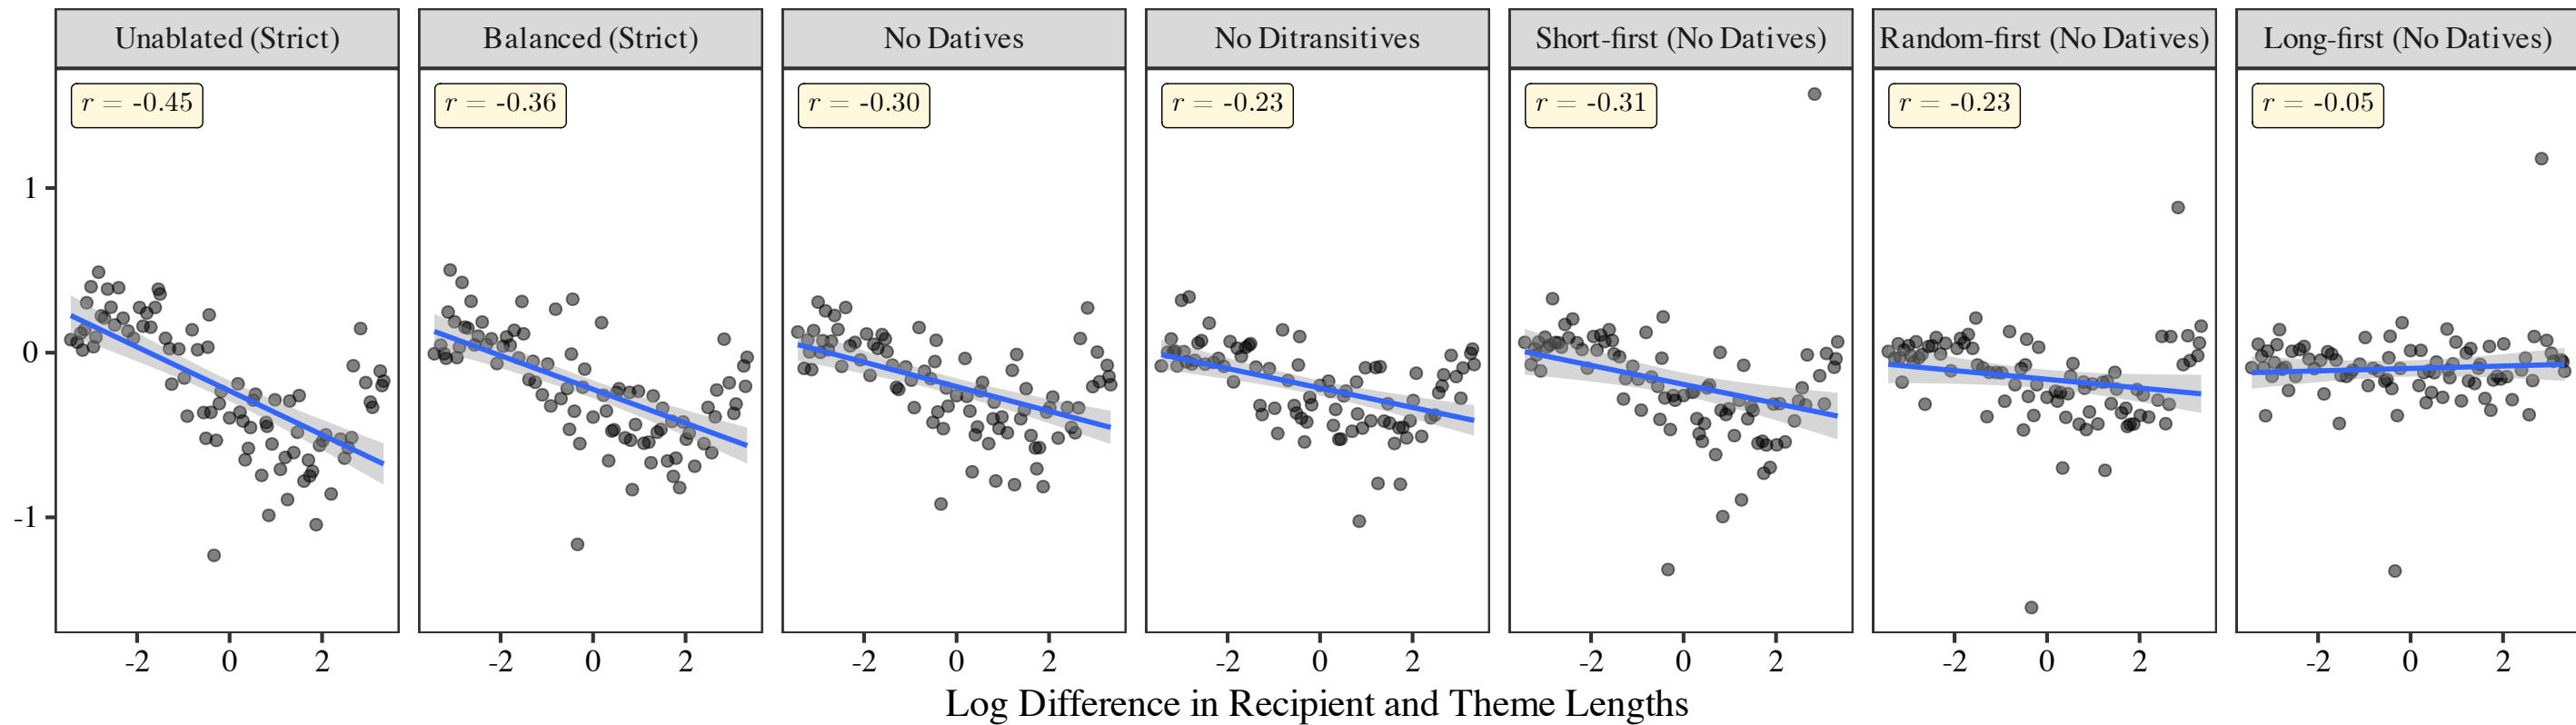 Unablated (Strict) Balanced (Strict) No Datives No Ditransitives Short-first (No Datives) Random-first (No Datives) Long-first (No Datives)
r = -0.45 r = -0.36 r = -0.30 r = -0.23 r = -0.31 r = -0.23 r = -0.05
1
0
-1
-2 0 2 -2 0 2 -2 0 2 -2 0 2 -2 0 2 -2 0 2 -2 0 2
Log Difference in Recipient and Theme Lengths